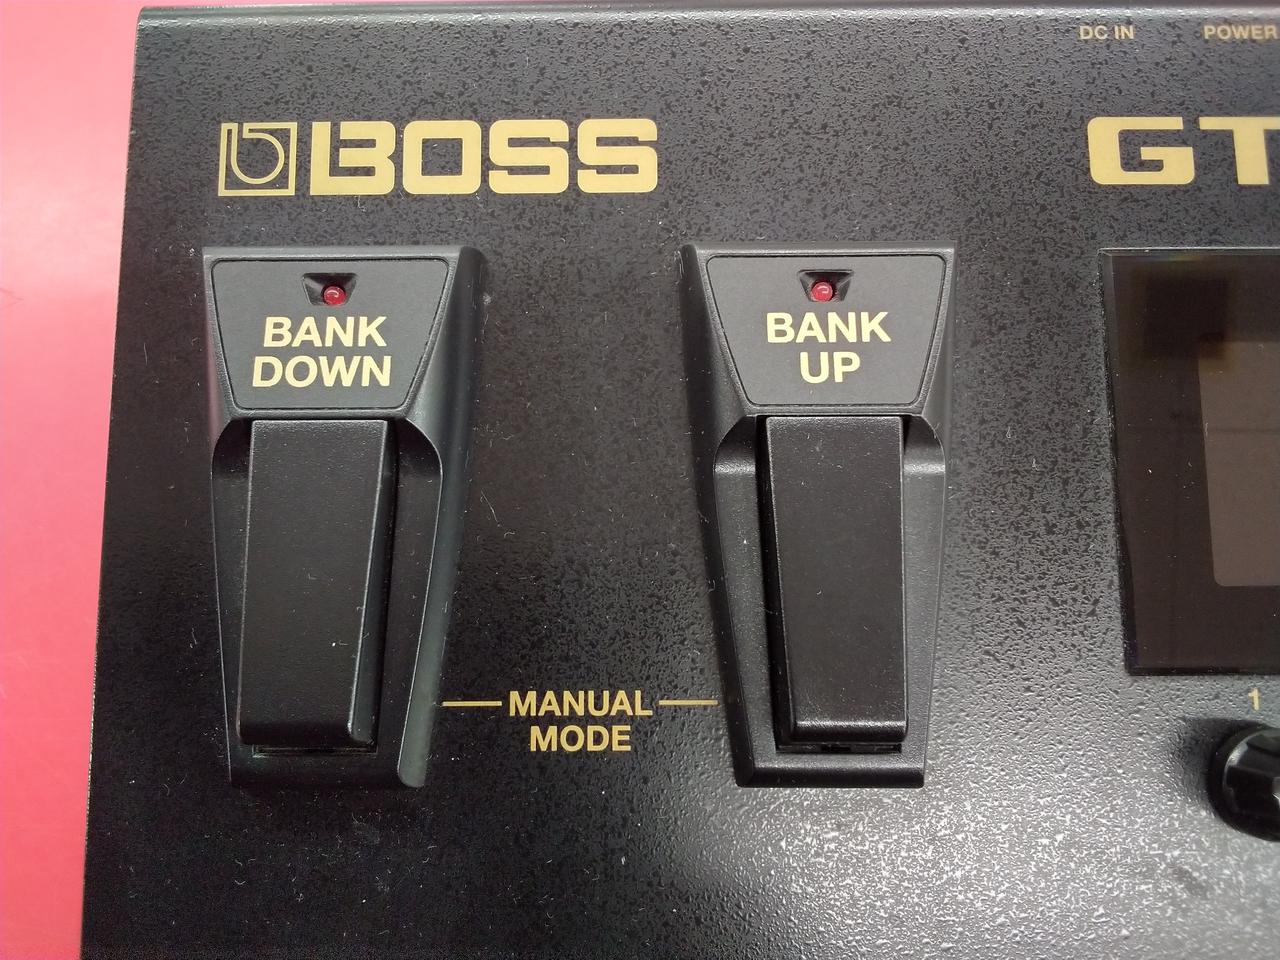 DC IN POWER
BOSS GT
BANK
DOWN
BANK
UP
MANUAL
MODE
1